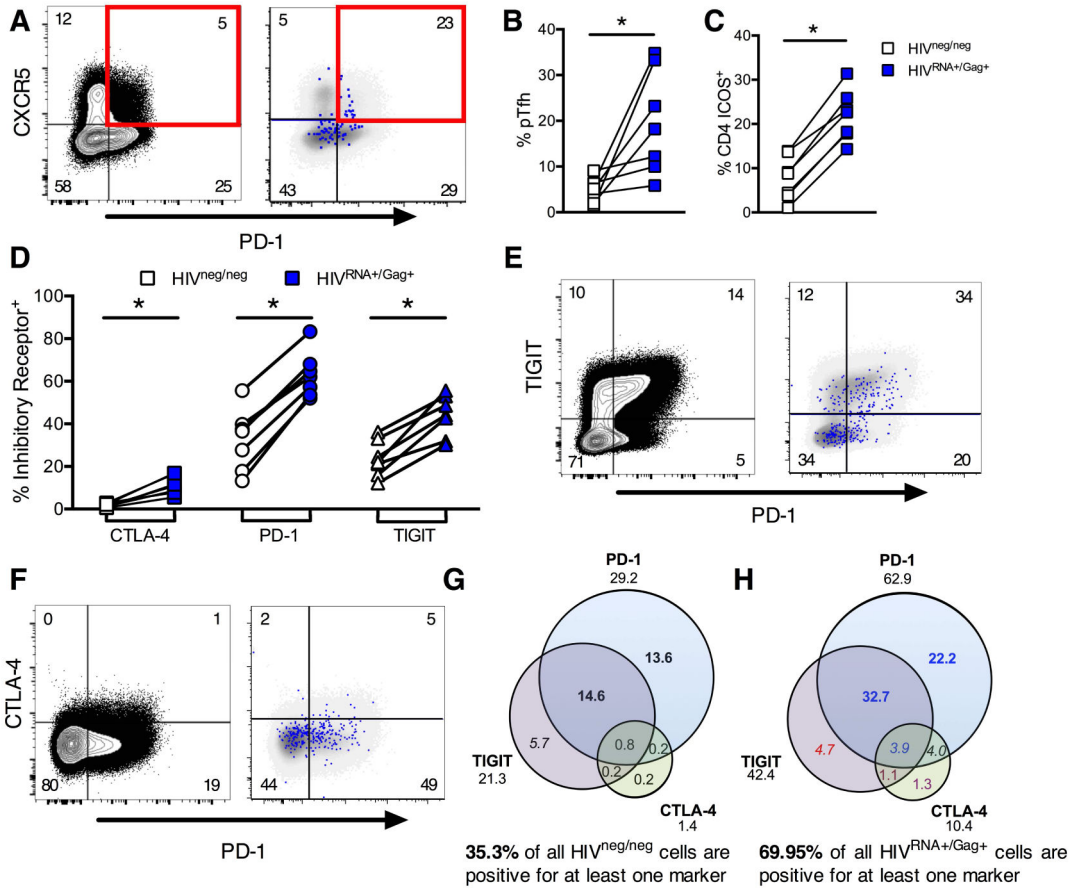 A
CXCR5
12
5
58
25
5
23
43
29
PD-1
B
*
% pTfh
40
30
20
10
0
C
*
% CD4 ICOS+
40
30
20
10
0
HIVneg/neg
HIVRNA+/Gag+
D
HIVneg/neg
HIVRNA+/Gag+
% Inhibitory Receptor+
100
80
60
40
20
0
*
*
*
CTLA-4
PD-1
TIGIT
E
TIGIT
10
14
71
5
12
34
34
20
PD-1
F
CTLA-4
0
1
80
19
2
5
44
49
PD-1
G
PD-1
29.2
13.6
14.6
5.7
0.8
0.2
0.2
0.2
TIGIT
21.3
CTLA-4
1.4
35.3% of all HIVneg/neg cells are
positive for at least one marker
H
PD-1
62.9
22.2
32.7
4.7
3.9
4.0
1.1
1.3
TIGIT
42.4
CTLA-4
10.4
69.95% of all HIVRNA+/Gag+ cells are
positive for at least one marker